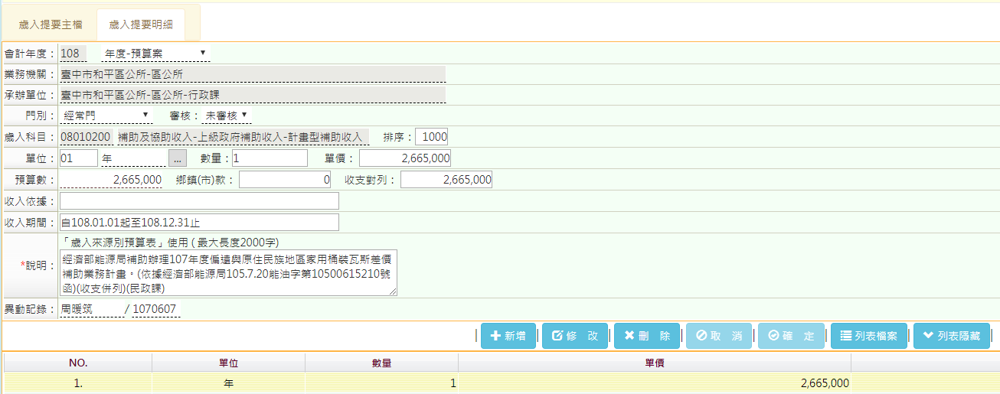 歲入提要主檔 歲入提要明細
會計年度： 108 年度-預算案
業務機關： 臺中市和平區公所-區公所
承辦單位： 臺中市和平區公所-區公所-行政課
門別： 經常門 審核： 未審核
歲入科目： 08010200 補助及協助收入-上級政府補助收入-計畫型補助收入 排序： 1000
單位： 01 年 ... 數量： 1 單價： 2,665,000
預算數： 2,665,000 鄉鎮(市)款： 0 收支對列： 2,665,000
收入依據：
收入期間： 自108.01.01起至108.12.31止
「歲入來源別預算表」使用 ( 最大長度2000字)
*說明： 經濟部能源局補助辦理107年度偏遠與原住民族地區家用桶裝瓦斯差價
補助業務計畫。(依據經濟部能源局105.7.20能油字第10500615210號
函)(收支併列)(民政課)
異動記錄： 周暖筑 / 1070607
新增 修 改 刪 除 取 消 確 定 列表檔案 列表隱藏
NO. 單位 數量 單價
1. 年 1 2,665,000